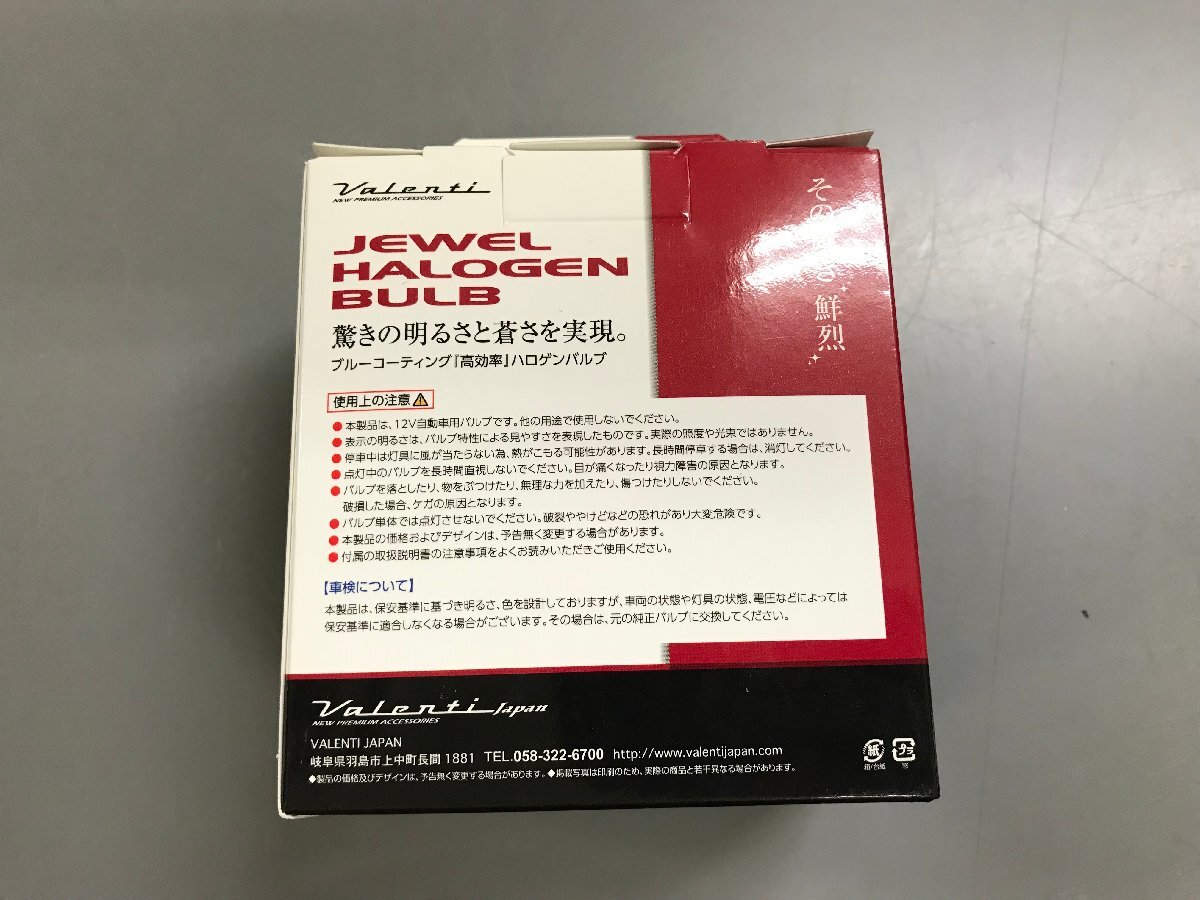 Valenti
NEW PREMIUM ACCESSORIES
JEWEL
HALOGEN
BULB
驚きの明るさと蒼さを実現。
ブルーコーティング『高効率』ハロゲンバルブ
その
さ
鮮烈
使用上の注意
●本製品は、12V自動車用バルブです。他の用途で使用しないでください。
●表示の明るさは、バルブ特性による見やすさを表現したものです。実際の照度や光束ではありません。
●停車中は灯具に風が当たらない為、熱がこもる可能性があります。長時間停車する場合は、消灯してください。
●点灯中のバルブを長時間直視しないでください。目が痛くなったり視力障害の原因となります。
●バルブを落としたり、物をぶつけたり、無理な力を加えたり、傷つけたりしないでください。
破損した場合、ケガの原因となります。
●バルブ単体では点灯させないでください。破裂ややけどなどの恐れがあり大変危険です。
●本製品の価格およびデザインは、予告無く変更する場合があります。
●付属の取扱説明書の注意事項をよくお読みいただきご使用ください。
【車検について】
本製品は、保安基準に基づき明るさ、色を設計しておりますが、車両の状態や灯具の状態、電圧などによっては
保安基準に適合しなくなる場合がございます。その場合は、元の純正バルブに交換してください。
Valenti Japan
NEW PREMIUM ACCESSORIES
VALENTI JAPAN
岐阜県羽島市上中町長間1881 TEL.058-322-6700 http://www.valentijapan.com
◆製品の価格及びデザインは、予告無く変更する場合があります。◆掲載写真は印刷のため、実際の商品と若干異なる場合があります。
紙 プラ
箱/台紙 窓